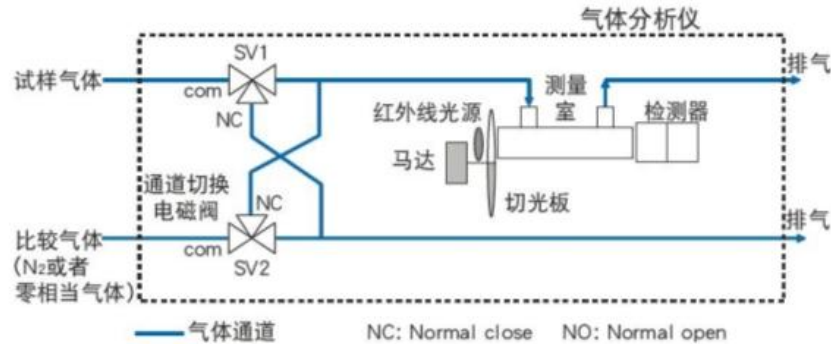 气体分析仪
SV1
试样气体
com
NC
排气
测量
室
红外线光源
检测器
马达
切光板
通道切换
电磁阀
NC
比较气体
(N2或者
零相当气体)
com
SV2
排气
气体通道
NC: Normal close
NO: Normal open